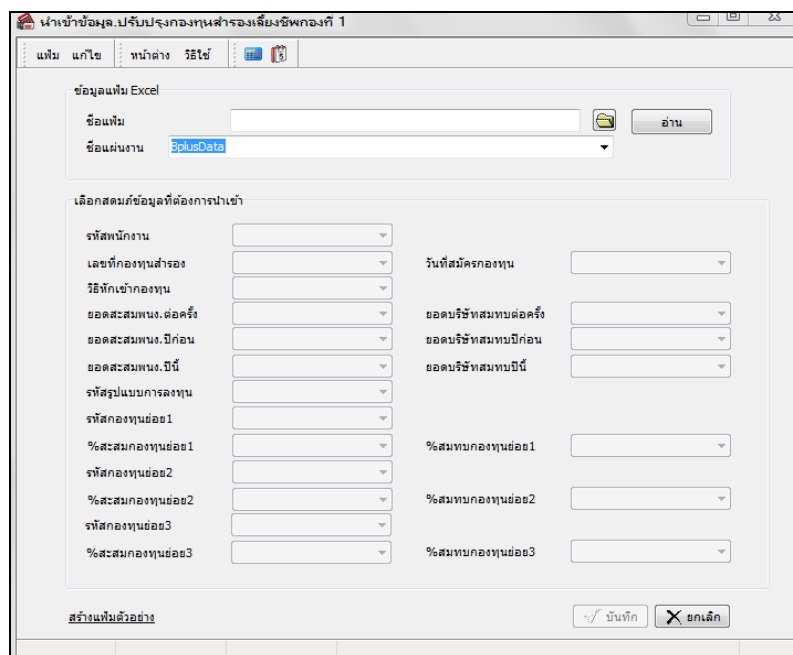 นำเข้าข้อมูล.ปรับปรุงกองทุนสำรองเลี้ยงชีพกองที่ 1
แฟ้ม แก้ไข หน้าต่าง วิธีใช้
ข้อมูลแฟ้ม Excel
ชื่อแฟ้ม อ่าน
ชื่อแผ่นงาน BplusData
เลือกสดมภ์ข้อมูลที่ต้องการนำเข้า
รหัสพนักงาน
เลขที่กองทุนสำรอง วันที่สมัครกองทุน
วิธีหักเข้ากองทุน
ยอดสะสมพนง.ต่อครั้ง ยอดบริษัทสมทบต่อครั้ง
ยอดสะสมพนง.ปีก่อน ยอดบริษัทสมทบปีก่อน
ยอดสะสมพนง.ปีนี้ ยอดบริษัทสมทบปีนี้
รหัสรูปแบบการลงทุน
รหัสกองทุนย่อย1
%สะสมกองทุนย่อย1 %สมทบกองทุนย่อย1
รหัสกองทุนย่อย2
%สะสมกองทุนย่อย2 %สมทบกองทุนย่อย2
รหัสกองทุนย่อย3
%สะสมกองทุนย่อย3 %สมทบกองทุนย่อย3
สร้างแฟ้มตัวอย่าง บันทึก ยกเลิก